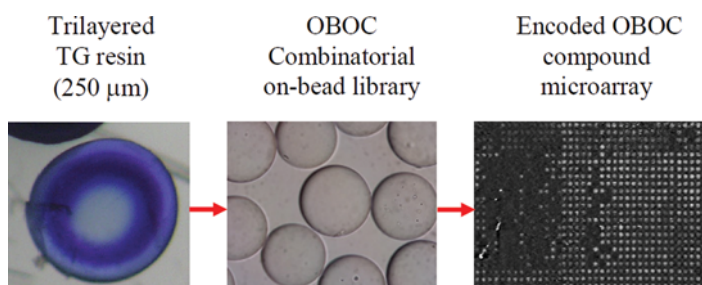 Trilayered
TG resin
(250 µm)
OBOC
Combinatorial
on-bead library
Encoded OBOC
compound
microarray